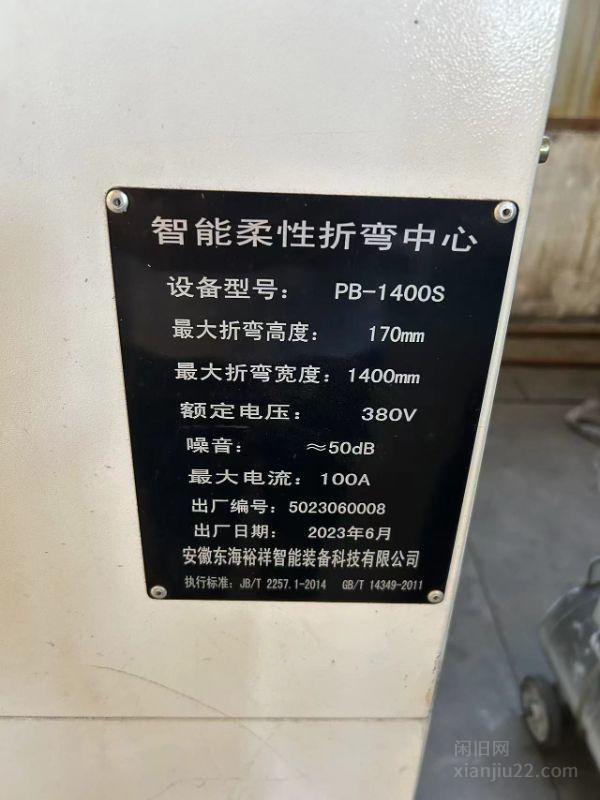 智能柔性折弯中心
设备型号： PB-1400S
最大折弯高度： 170mm
最大折弯宽度：1400mm
额定电压： 380V
噪音： ≈50dB
最大电流：100A
出厂编号：5023060008
出厂日期： 2023年6月
安徽东海裕祥智能装备科技有限公司
执行标准：JB/T 2257.1-2014 GB/T 14349-2011
闲旧网
xianjiu22.com